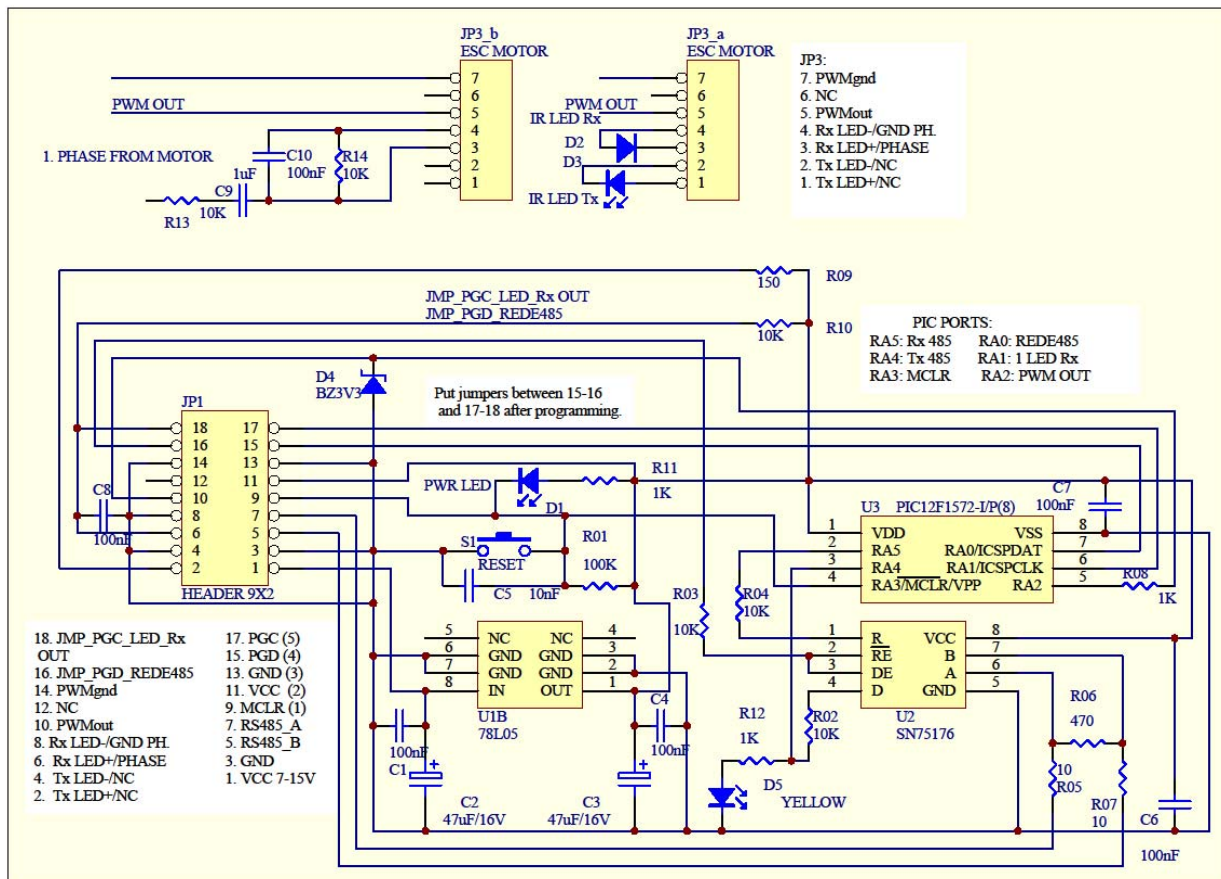 JP3_b
ESC MOTOR
7
6
5
4
3
2
1
PWM OUT
1. PHASE FROM MOTOR
C10
100nF
R14
10K
1uF
C9
10K
R13
JP3_a
ESC MOTOR
7
6
5
4
3
2
1
PWM OUT
IR LED Rx
D2
D3
IR LED Tx
JP3:
7. PWMgnd
6. NC
5. PWMout
4. Rx LED-/GND PH.
3. Rx LED+/PHASE
2. Tx LED-/NC
1. Tx LED+/NC
150
R09
JMP_PGC_LED_Rx OUT
JMP_PGD_REDE485
10K
R10
PIC PORTS:
RA5: Rx 485 RA0: REDE485
RA4: Tx 485 RA1: 1 LED Rx
RA3: MCLR RA2: PWM OUT
D4
BZ3V3
Put jumpers between 15-16
and 17-18 after programming.
JP1
18 17
16 15
14 13
12 11
10 9
8 7
6 5
4 3
2 1
HEADER 9X2
C8
100nF
PWR LED
D1
R11
1K
S1
RESET
R01
100K
C5
10nF
C7
100nF
U3 PIC12F1572-I/P(8)
1 VDD VSS 8
2 RA5 RA0/ICSPDAT 7
3 RA4 RA1/ICSPCLK 6
4 RA3/MCLR/VPP RA2 5
R08
1K
R03
10K
R04
10K
5 NC NC 4
6 GND GND 3
7 GND GND 2
8 IN OUT 1
U1B
78L05
C4
100nF
100nF
C1
C2
47uF/16V
C3
47uF/16V
1 R VCC 8
2 RE B 7
3 DE A 6
4 D GND 5
U2
SN75176
R12
1K
R02
10K
D5
YELLOW
R06
470
10
R05
R07
10
C6
100nF
18. JMP_PGC_LED_Rx
OUT
16. JMP_PGD_REDE485
14. PWMgnd
12. NC
10. PWMout
8. Rx LED-/GND PH.
6. Rx LED+/PHASE
4. Tx LED-/NC
2. Tx LED+/NC
17. PGC (5)
15. PGD (4)
13. GND (3)
11. VCC (2)
9. MCLR (1)
7. RS485_A
5. RS485_B
3. GND
1. VCC 7-15V